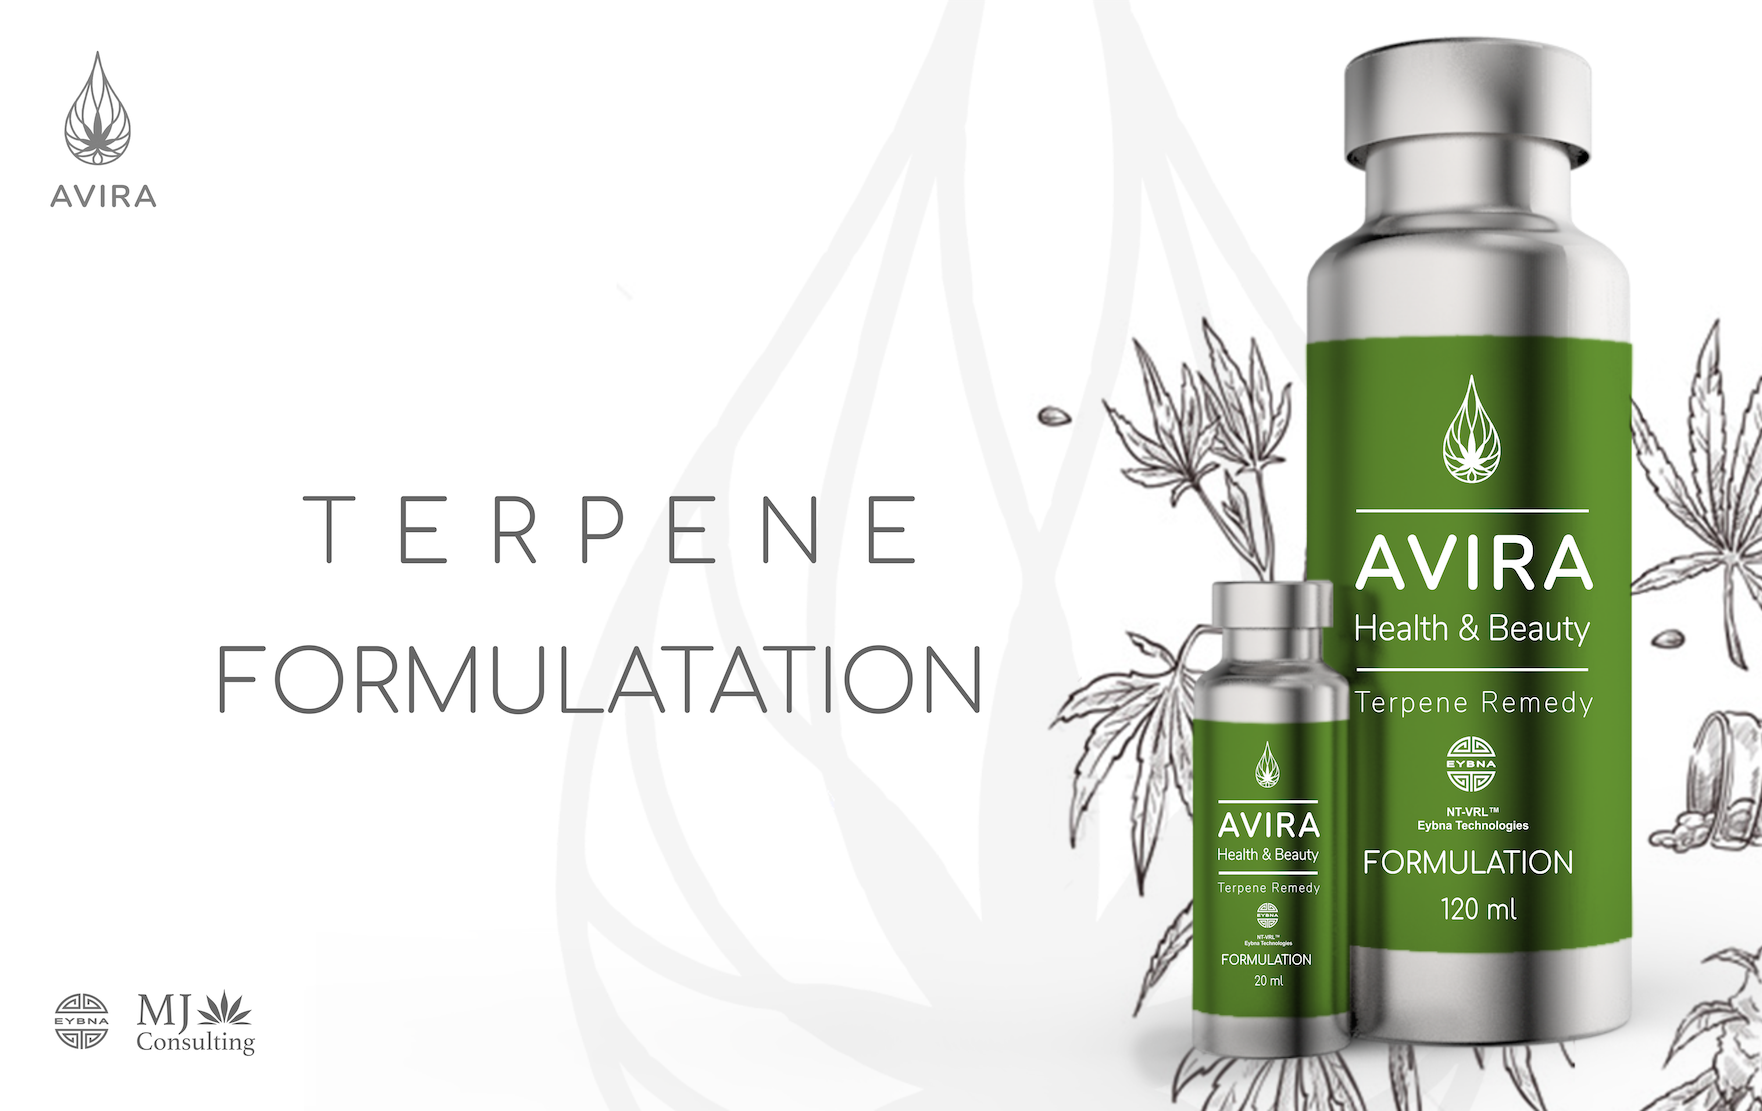 AVIRA
TERPENE
FORMULATATION
EYBNA
MJ
Consulting
AVIRA
Health & Beauty
Terpene Remedy
EYBNA
NT-VRL™
Eybna Technologies
FORMULATION
120 ml
AVIRA
Health & Beauty
Terpene Remedy
EYBNA
NT-VRL™
Eybna Technologies
FORMULATION
20 ml